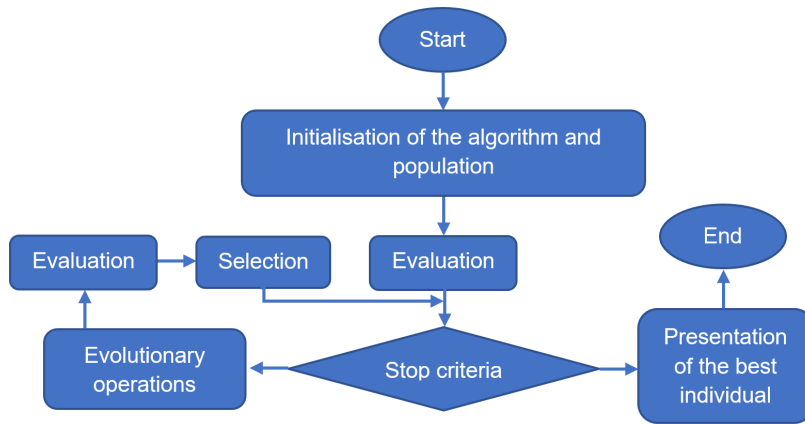 Start
Initialisation of the algorithm and
population
End
Evaluation
Selection
Evaluation
Evolutionary
operations
Stop criteria
Presentation
of the best
individual